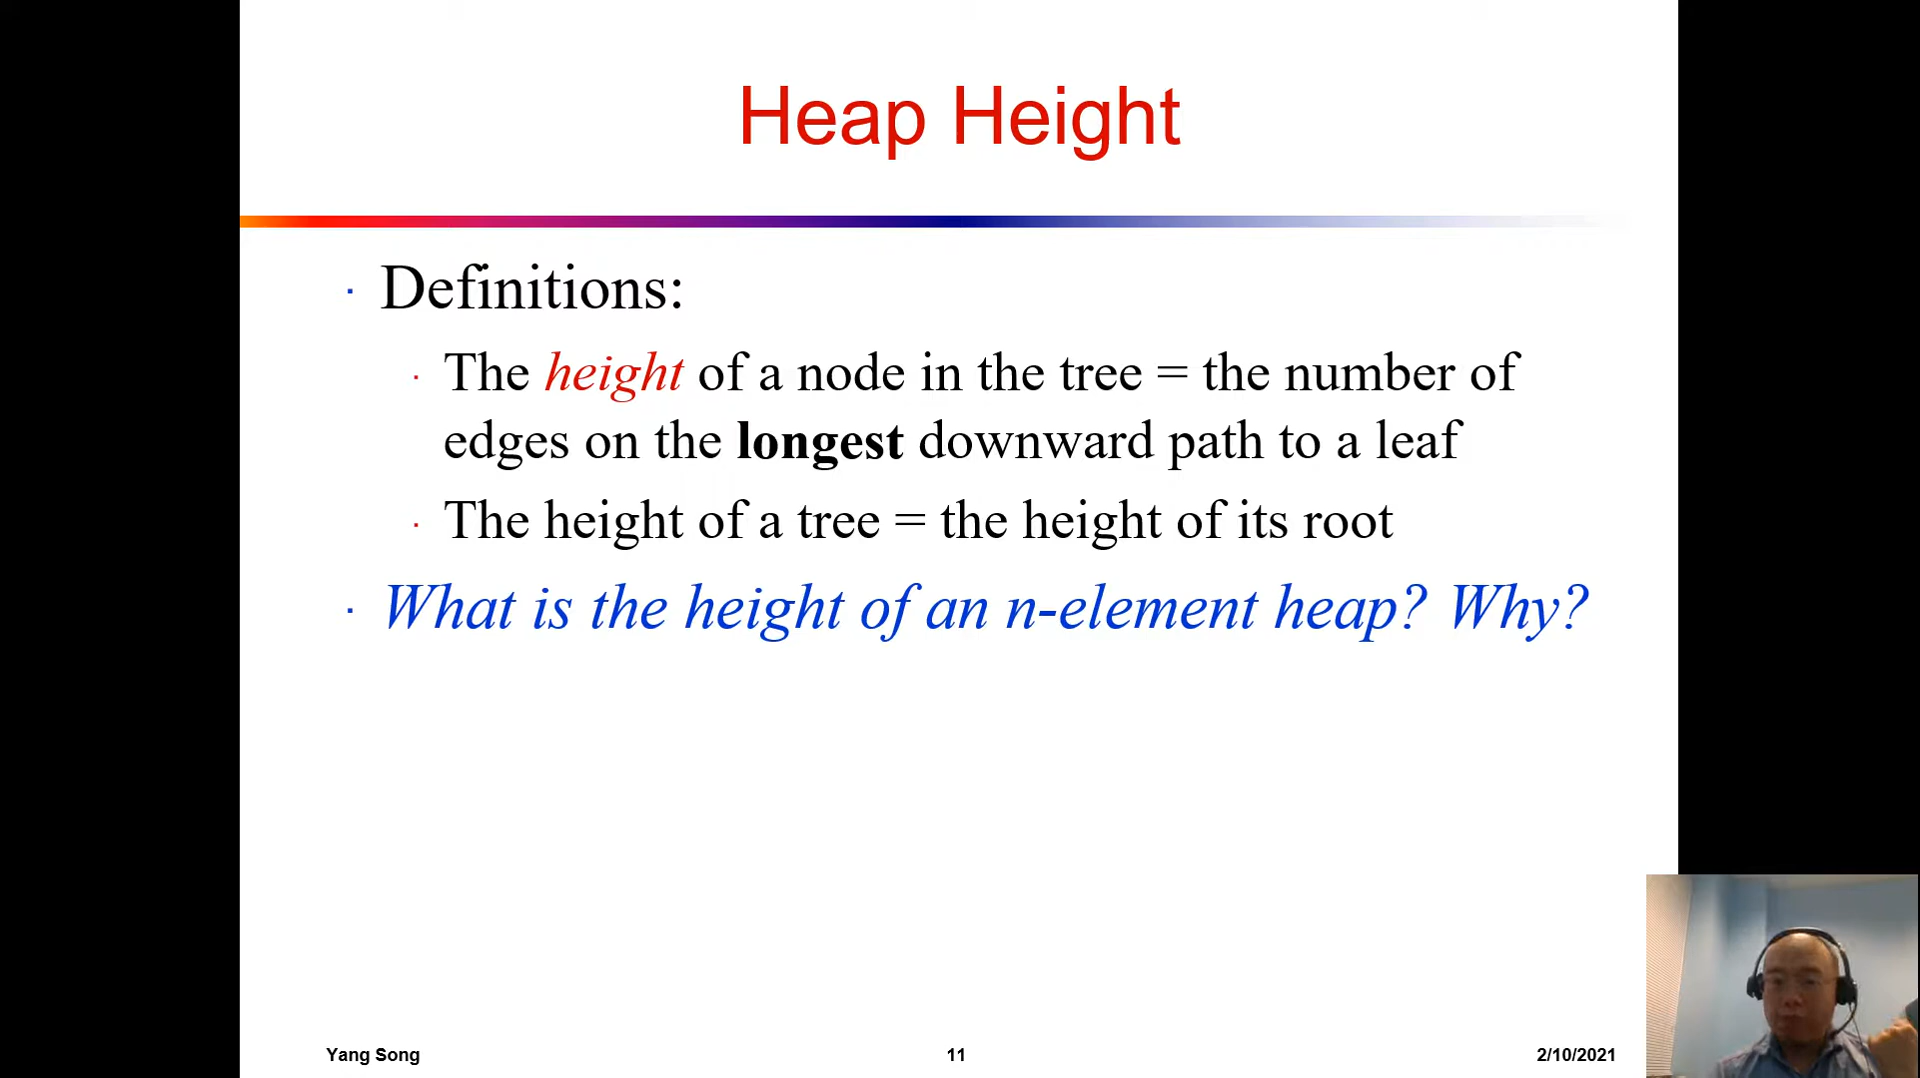 Heap Height
· Definitions:
· The height of a node in the tree = the number of
edges on the longest downward path to a leaf
· The height of a tree = the height of its root
· What is the height of an n-element heap? Why?
Yang Song
11
2/10/2021